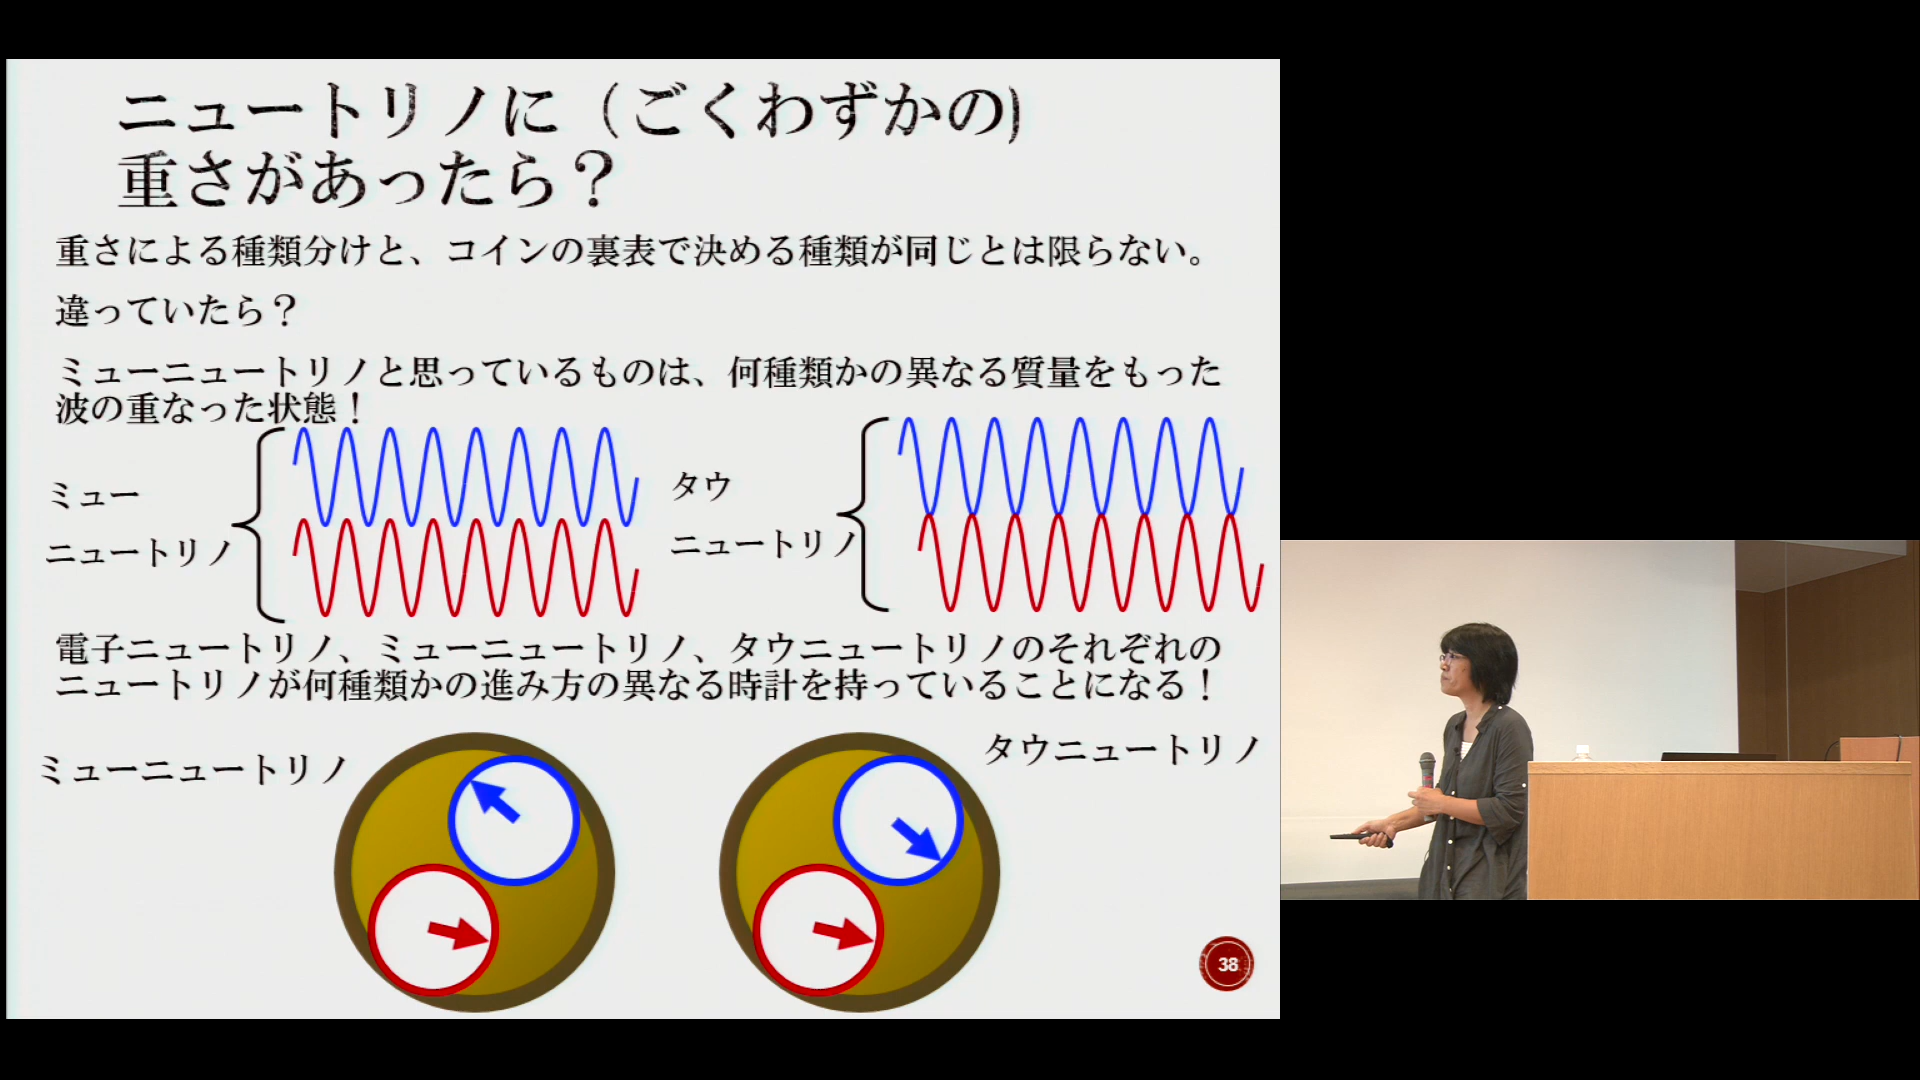 ニュートリノに（ごくわずかの)
重さがあったら？
重さによる種類分けと、コインの裏表で決める種類が同じとは限らない。
違っていたら？
ミューニュートリノと思っているものは、何種類かの異なる質量をもった
波の重なった状態！
ミュー
ニュートリノ
タウ
ニュートリノ
電子ニュートリノ、ミューニュートリノ、タウニュートリノのそれぞれの
ニュートリノが何種類かの進み方の異なる時計を持っていることになる！
ミューニュートリノ
タウニュートリノ
38